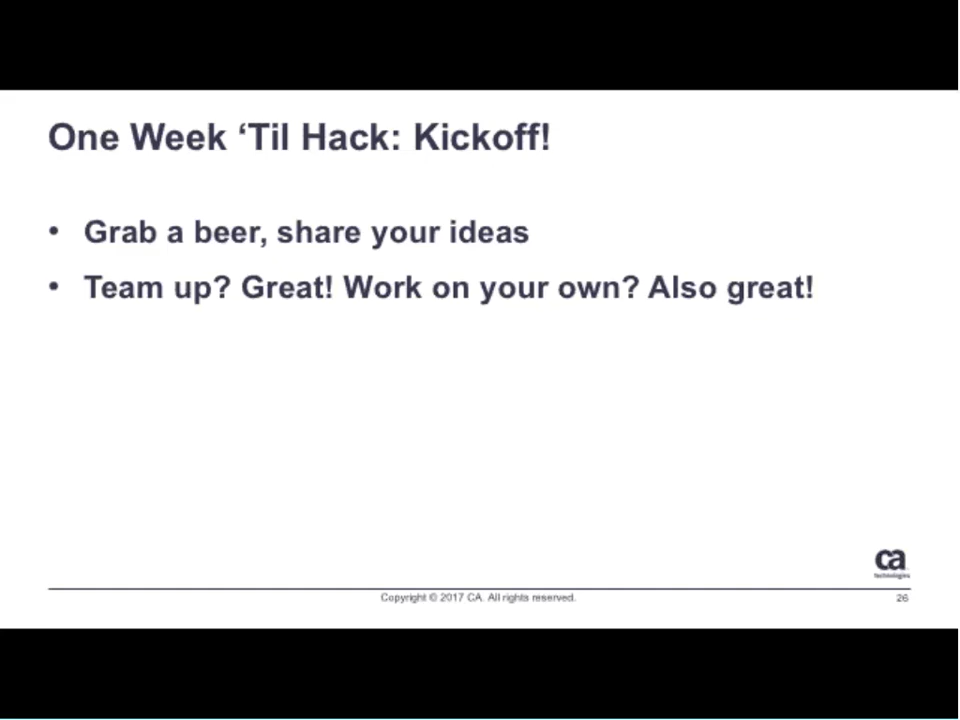 One Week ‘Til Hack: Kickoff!
• Grab a beer, share your ideas
• Team up? Great! Work on your own? Also great!
ca
technologies
Copyright © 2017 CA. All rights reserved.
26